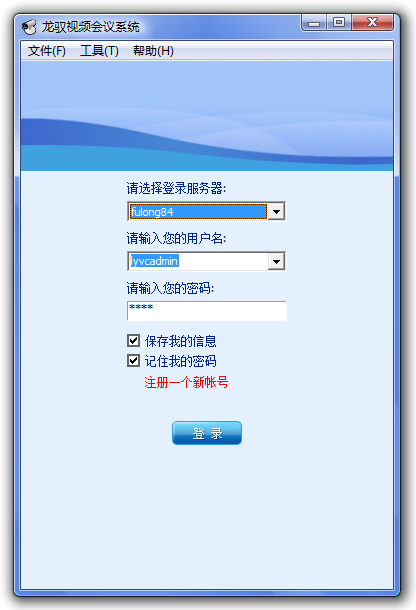 龙驭视频会议系统
文件(F) 工具(T) 帮助(H)
请选择登录服务器:
fulong84
请输入您的用户名:
lyvcadmin
请输入您的密码:
****
保存我的信息
记住我的密码
注册一个新帐号
登 录